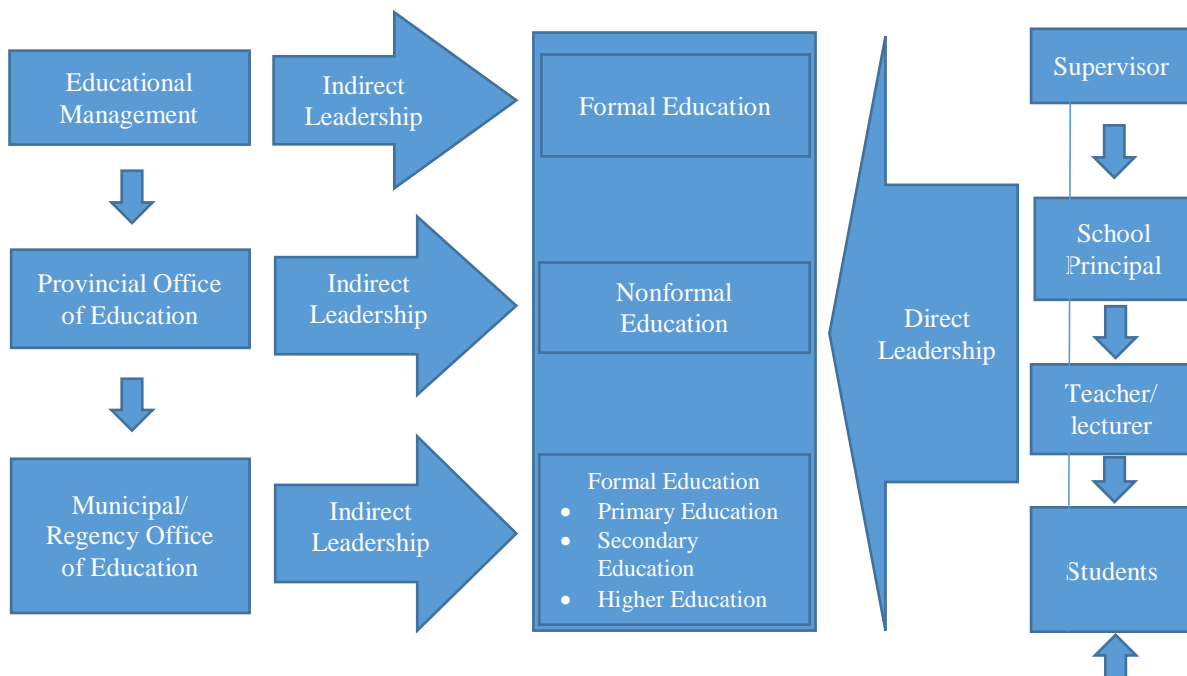 Educational
Management
Indirect
Leadership
Formal Education
Supervisor
Provincial Office
of Education
Indirect
Leadership
Nonformal
Education
Direct
Leadership
School
Principal
Teacher/
lecturer
Municipal/
Regency Office
of Education
Indirect
Leadership
Formal Education
• Primary Education
• Secondary
Education
• Higher Education
Students